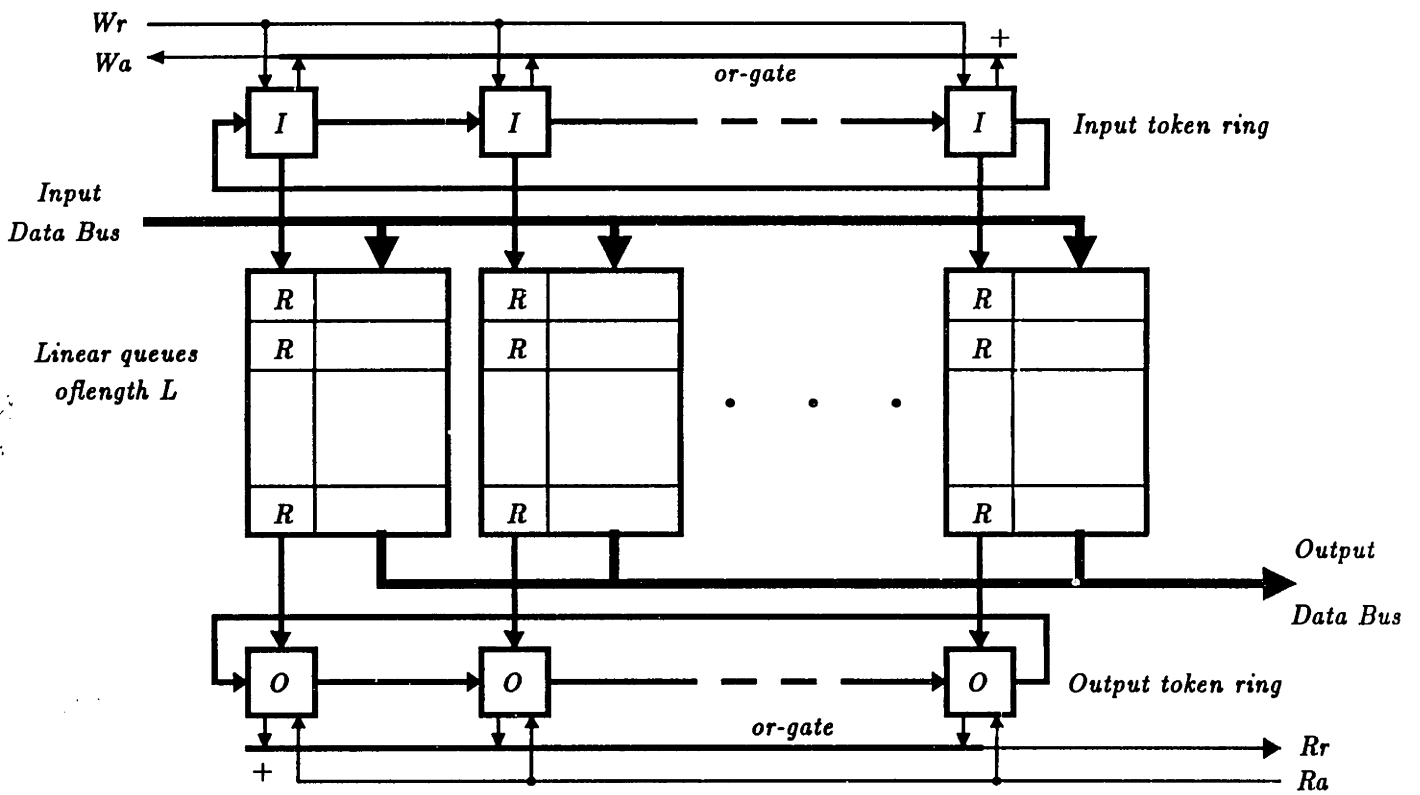 Wr
Wa
+
or-gate
I I I Input token ring
Input
Data Bus
R R R
R R R
Linear queues
oflength L
R R R
Output
Data Bus
O O O Output token ring
or-gate
+
Rr
Ra